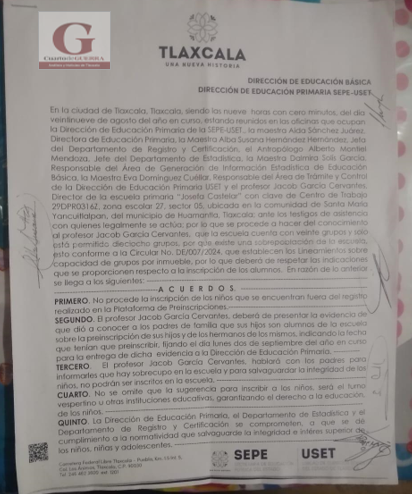 G
Cuarto de GUERRA
TLAXCALA
UNA NUEVA HISTORIA
DIRECCIÓN DE EDUCACIÓN BÁSICA
DIRECCIÓN DE EDUCACIÓN PRIMARIA SEPE-USET
En la ciudad de Tlaxcala, Tlaxcala, siendo las nueve horas con cero minutos, del día
veintinueve de agosto del año en curso, estando reunidos en las oficinas que ocupan
la Dirección de Educación Primaria de la SEPE-USET, la maestra Aida Sánchez Juárez,
Directora de Educación Primaria, la Maestra Alba Susana Hernández Hernández, Jefa
del Departamento de Registro y Certificación, el Antropólogo Alberto Montiel
Mendoza, Jefe del Departamento de Estadística, la Maestra Damira Solís García,
Responsable del Área de Generación de Información Estadística de Educación
Básica, la Maestra Eva Domínguez Cuéllar, Responsable del Área de Trámite y Control
de la Dirección de Educación Primaria USET y el profesor Jacob García Cervantes,
Director de la escuela primaria "Josefa Castelar" con clave de Centro de Trabajo
29DPR0316Z, zona escolar 27, sector 05, ubicada en la comunidad de Santa María
Yancuitlalpan, del municipio de Huamantla, Tlaxcala; ante los testigos de asistencia
con quienes legalmente se actúa; por lo que se procede a hacer del conocimiento
al profesor Jacob García Cervantes, que la escuela cuenta con veinte grupos y solo
está permitido dieciocho grupos, por que existe una sobrepoblación de la escuela,
esto conforme a la Circular No. DE/007/2024, que establecen los Lineamientos sobre
capacidad de grupos por inmueble, por lo que deberá de respetar las indicaciones
que se proporcionen respecto a la inscripción de los alumnos. En razón de lo anterior
se llega a los siguientes:
A C U E R D O S.
PRIMERO. No procede la inscripción de los niños que se encuentran fuera del registro
realizado en la Plataforma de Preinscripciones.
SEGUNDO. El profesor Jacob García Cervantes, deberá de presentar la evidencia de
que dió a conocer a los padres de familia que sus hijos son alumnos de la escuela
sobre la preinscripción de sus hijos y de los hermanos de los mismos, indicando la fecha
que tenían que preinscribir, teniendo el día lunes dos de septiembre del año en curso
para la entrega de dicha evidencia a la Dirección de Educación Primaria.
TERCERO. El profesor Jacob García Cervantes, hablará con los padres para
informarles que hay sobrecupo en la escuela y para salvaguardar la integridad de los
niños, no podrán ser inscritos en la escuela.
CUARTO. No se omite que la sugerencia para inscribir a los niños, será el turno
vespertino u otras instituciones educativas, garantizando el derecho a la educación,
de los niños.
QUINTO. La Dirección de Educación Primaria, el Departamento de Estadística y el
Departamento de Registro y Certificación se comprometen, a que se dé
cumplimiento a la normatividad que salvaguarde la integridad e interés superior de
los niños, niñas y adolescentes.
SEPE
USET